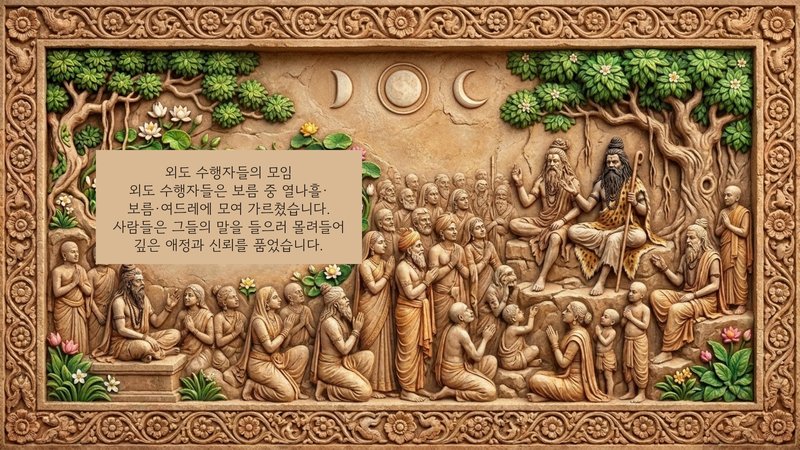 외도 수행자들의 모임
외도 수행자들은 보름 중 열나흘·
보름·여드레에 모여 가르쳤습니다.
사람들은 그들의 말을 들으러 몰려들어
깊은 애정과 신뢰를 품었습니다.